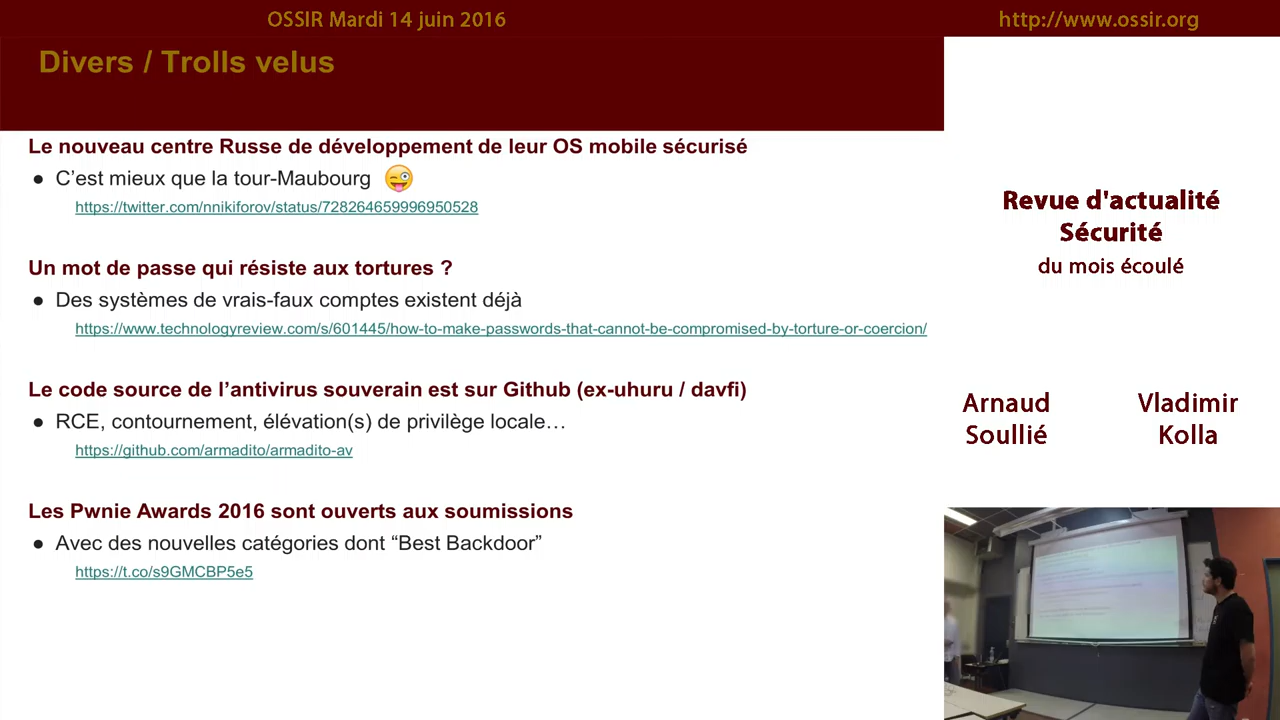 OSSIR Mardi 14 juin 2016
http://www.ossir.org
Divers / Trolls velus
Le nouveau centre Russe de développement de leur OS mobile sécurisé
● C’est mieux que la tour-Maubourg 😜
https://twitter.com/nnikiforov/status/728264659996950528
Un mot de passe qui résiste aux tortures ?
● Des systèmes de vrais-faux comptes existent déjà
https://www.technologyreview.com/s/601445/how-to-make-passwords-that-cannot-be-compromised-by-torture-or-coercion/
Le code source de l’antivirus souverain est sur Github (ex-uhuru / davfi)
● RCE, contournement, élévation(s) de privilège locale…
https://github.com/armadito/armadito-av
Les Pwnie Awards 2016 sont ouverts aux soumissions
● Avec des nouvelles catégories dont “Best Backdoor”
https://t.co/s9GMCBP5e5
Revue d'actualité
Sécurité
du mois écoulé
Arnaud
Soullié
Vladimir
Kolla